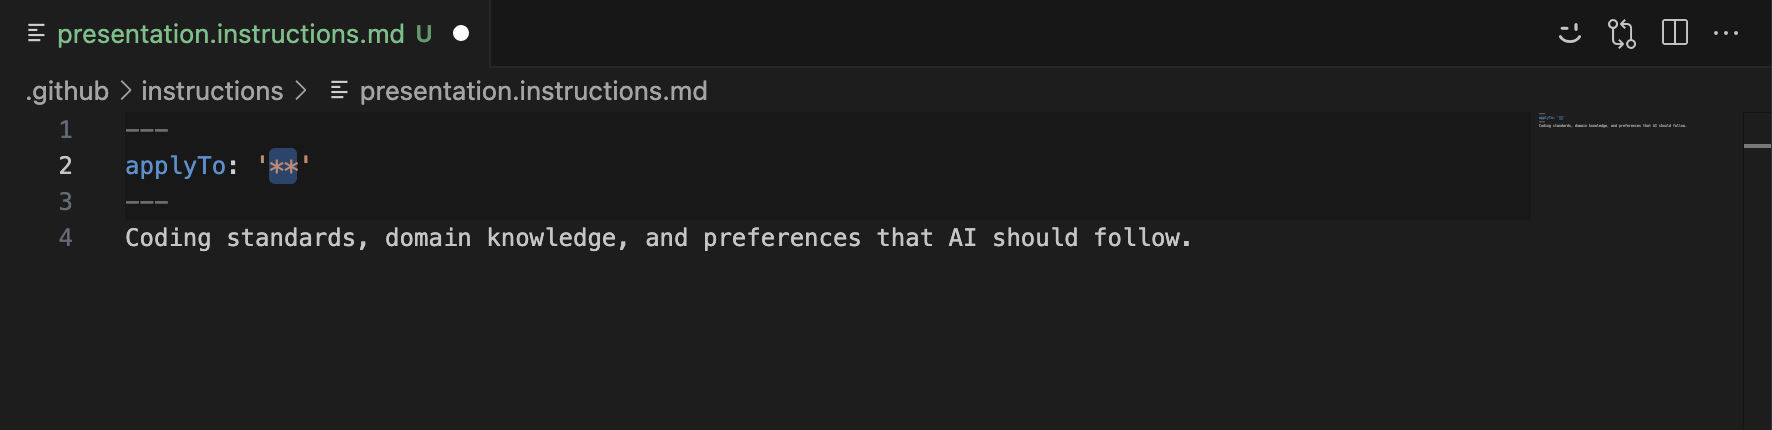 presentation.instructions.md U
.github > instructions > presentation.instructions.md
1 ---
2 applyTo: '**'
3 ---
4 Coding standards, domain knowledge, and preferences that AI should follow.